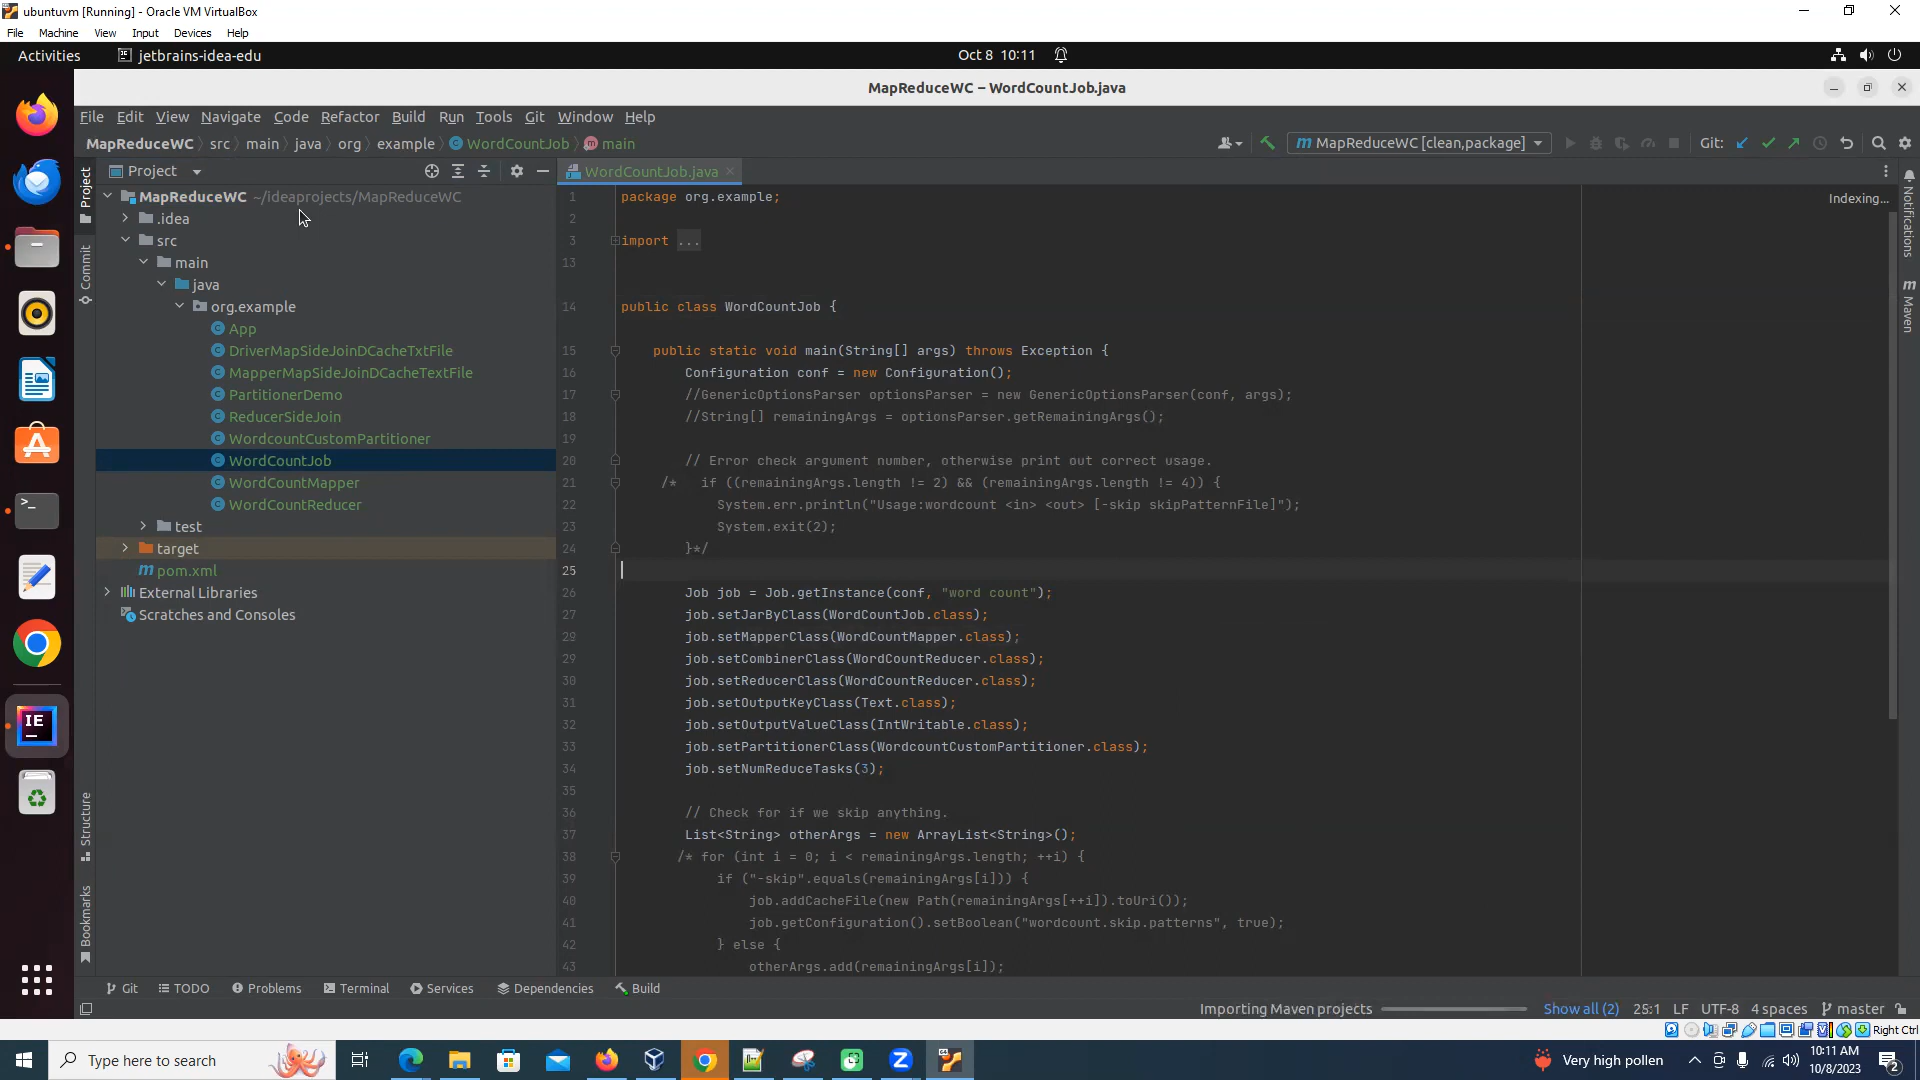 ubuntuvm [Running] - Oracle VM VirtualBox
File Machine View Input Devices Help
Activities jetbrains-idea-edu Oct 8 10:11
MapReduceWC – WordCountJob.java
File Edit View Navigate Code Refactor Build Run Tools Git Window Help
MapReduceWC src main java org example WordCountJob main MapReduceWC [clean,package] Git:
Project
WordCountJob.java
MapReduceWC ~/ideaprojects/MapReduceWC
.idea
src
main
java
org.example
App
DriverMapSideJoinDCacheTxtFile
MapperMapSideJoinDCacheTextFile
PartitionerDemo
ReducerSideJoin
WordcountCustomPartitioner
WordCountJob
WordCountMapper
WordCountReducer
test
target
pom.xml
External Libraries
Scratches and Consoles
Project
Commit
Structure
Bookmarks
1 package org.example;
2
3 import ...
13
14 public class WordCountJob {
15 public static void main(String[] args) throws Exception {
16 Configuration conf = new Configuration();
17 //GenericOptionsParser optionsParser = new GenericOptionsParser(conf, args);
18 //String[] remainingArgs = optionsParser.getRemainingArgs();
19
20 // Error check argument number, otherwise print out correct usage.
21 /* if ((remainingArgs.length != 2) && (remainingArgs.length != 4)) {
22 System.err.println("Usage:wordcount <in> <out> [-skip skipPatternFile]");
23 System.exit(2);
24 }*/
25
26 Job job = Job.getInstance(conf, "word count");
27 job.setJarByClass(WordCountJob.class);
28 job.setMapperClass(WordCountMapper.class);
29 job.setCombinerClass(WordCountReducer.class);
30 job.setReducerClass(WordCountReducer.class);
31 job.setOutputKeyClass(Text.class);
32 job.setOutputValueClass(IntWritable.class);
33 job.setPartitionerClass(WordcountCustomPartitioner.class);
34 job.setNumReduceTasks(3);
35
36 // Check for if we skip anything.
37 List<String> otherArgs = new ArrayList<String>();
38 /* for (int i = 0; i < remainingArgs.length; ++i) {
39 if ("-skip".equals(remainingArgs[i])) {
40 job.addCacheFile(new Path(remainingArgs[++i]).toUri());
41 job.getConfiguration().setBoolean("wordcount.skip.patterns", true);
42 } else {
43 otherArgs.add(remainingArgs[i]);
Indexing...
Notifications
m Maven
Git TODO Problems Terminal Services Dependencies Build
Importing Maven projects Show all (2) 25:1 LF UTF-8 4 spaces master
Right Ctrl
Type here to search Very high pollen 10:11 AM
10/8/2023 2